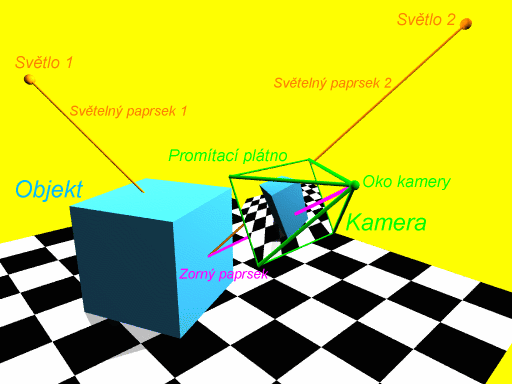 Světlo 2
Světlo 1
Světelný paprsek 2
Světelný paprsek 1
Promítací plátno
Objekt
Oko kamery
Kamera
Zorný paprsek